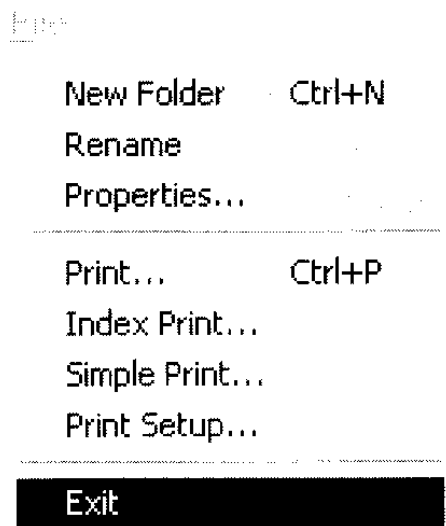 New Folder Ctrl+N
Rename
Properties...
Print... Ctrl+P
Index Print...
Simple Print...
Print Setup...
Exit